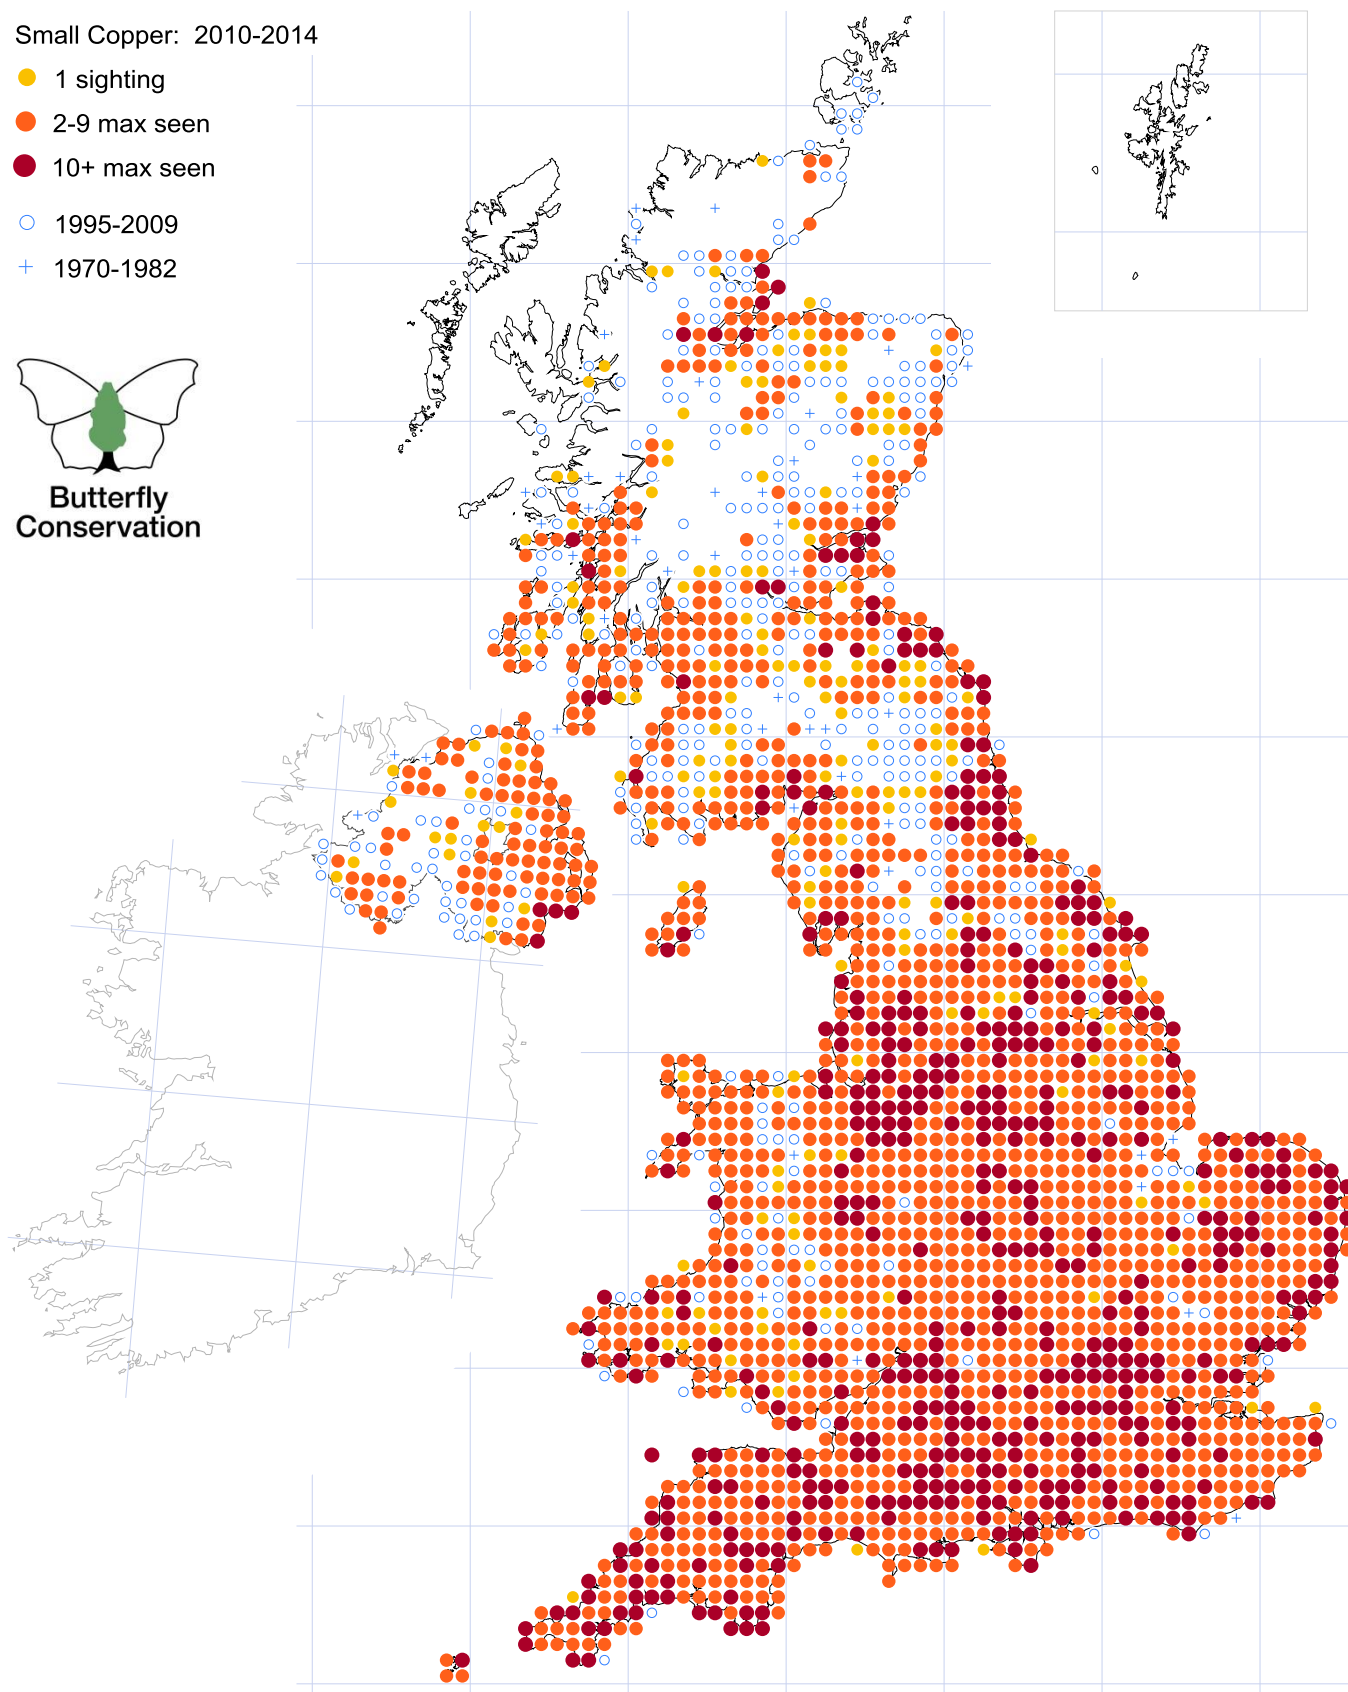 Small Copper: 2010-2014
1 sighting
2-9 max seen
10+ max seen
1995-2009
1970-1982
Butterfly
Conservation